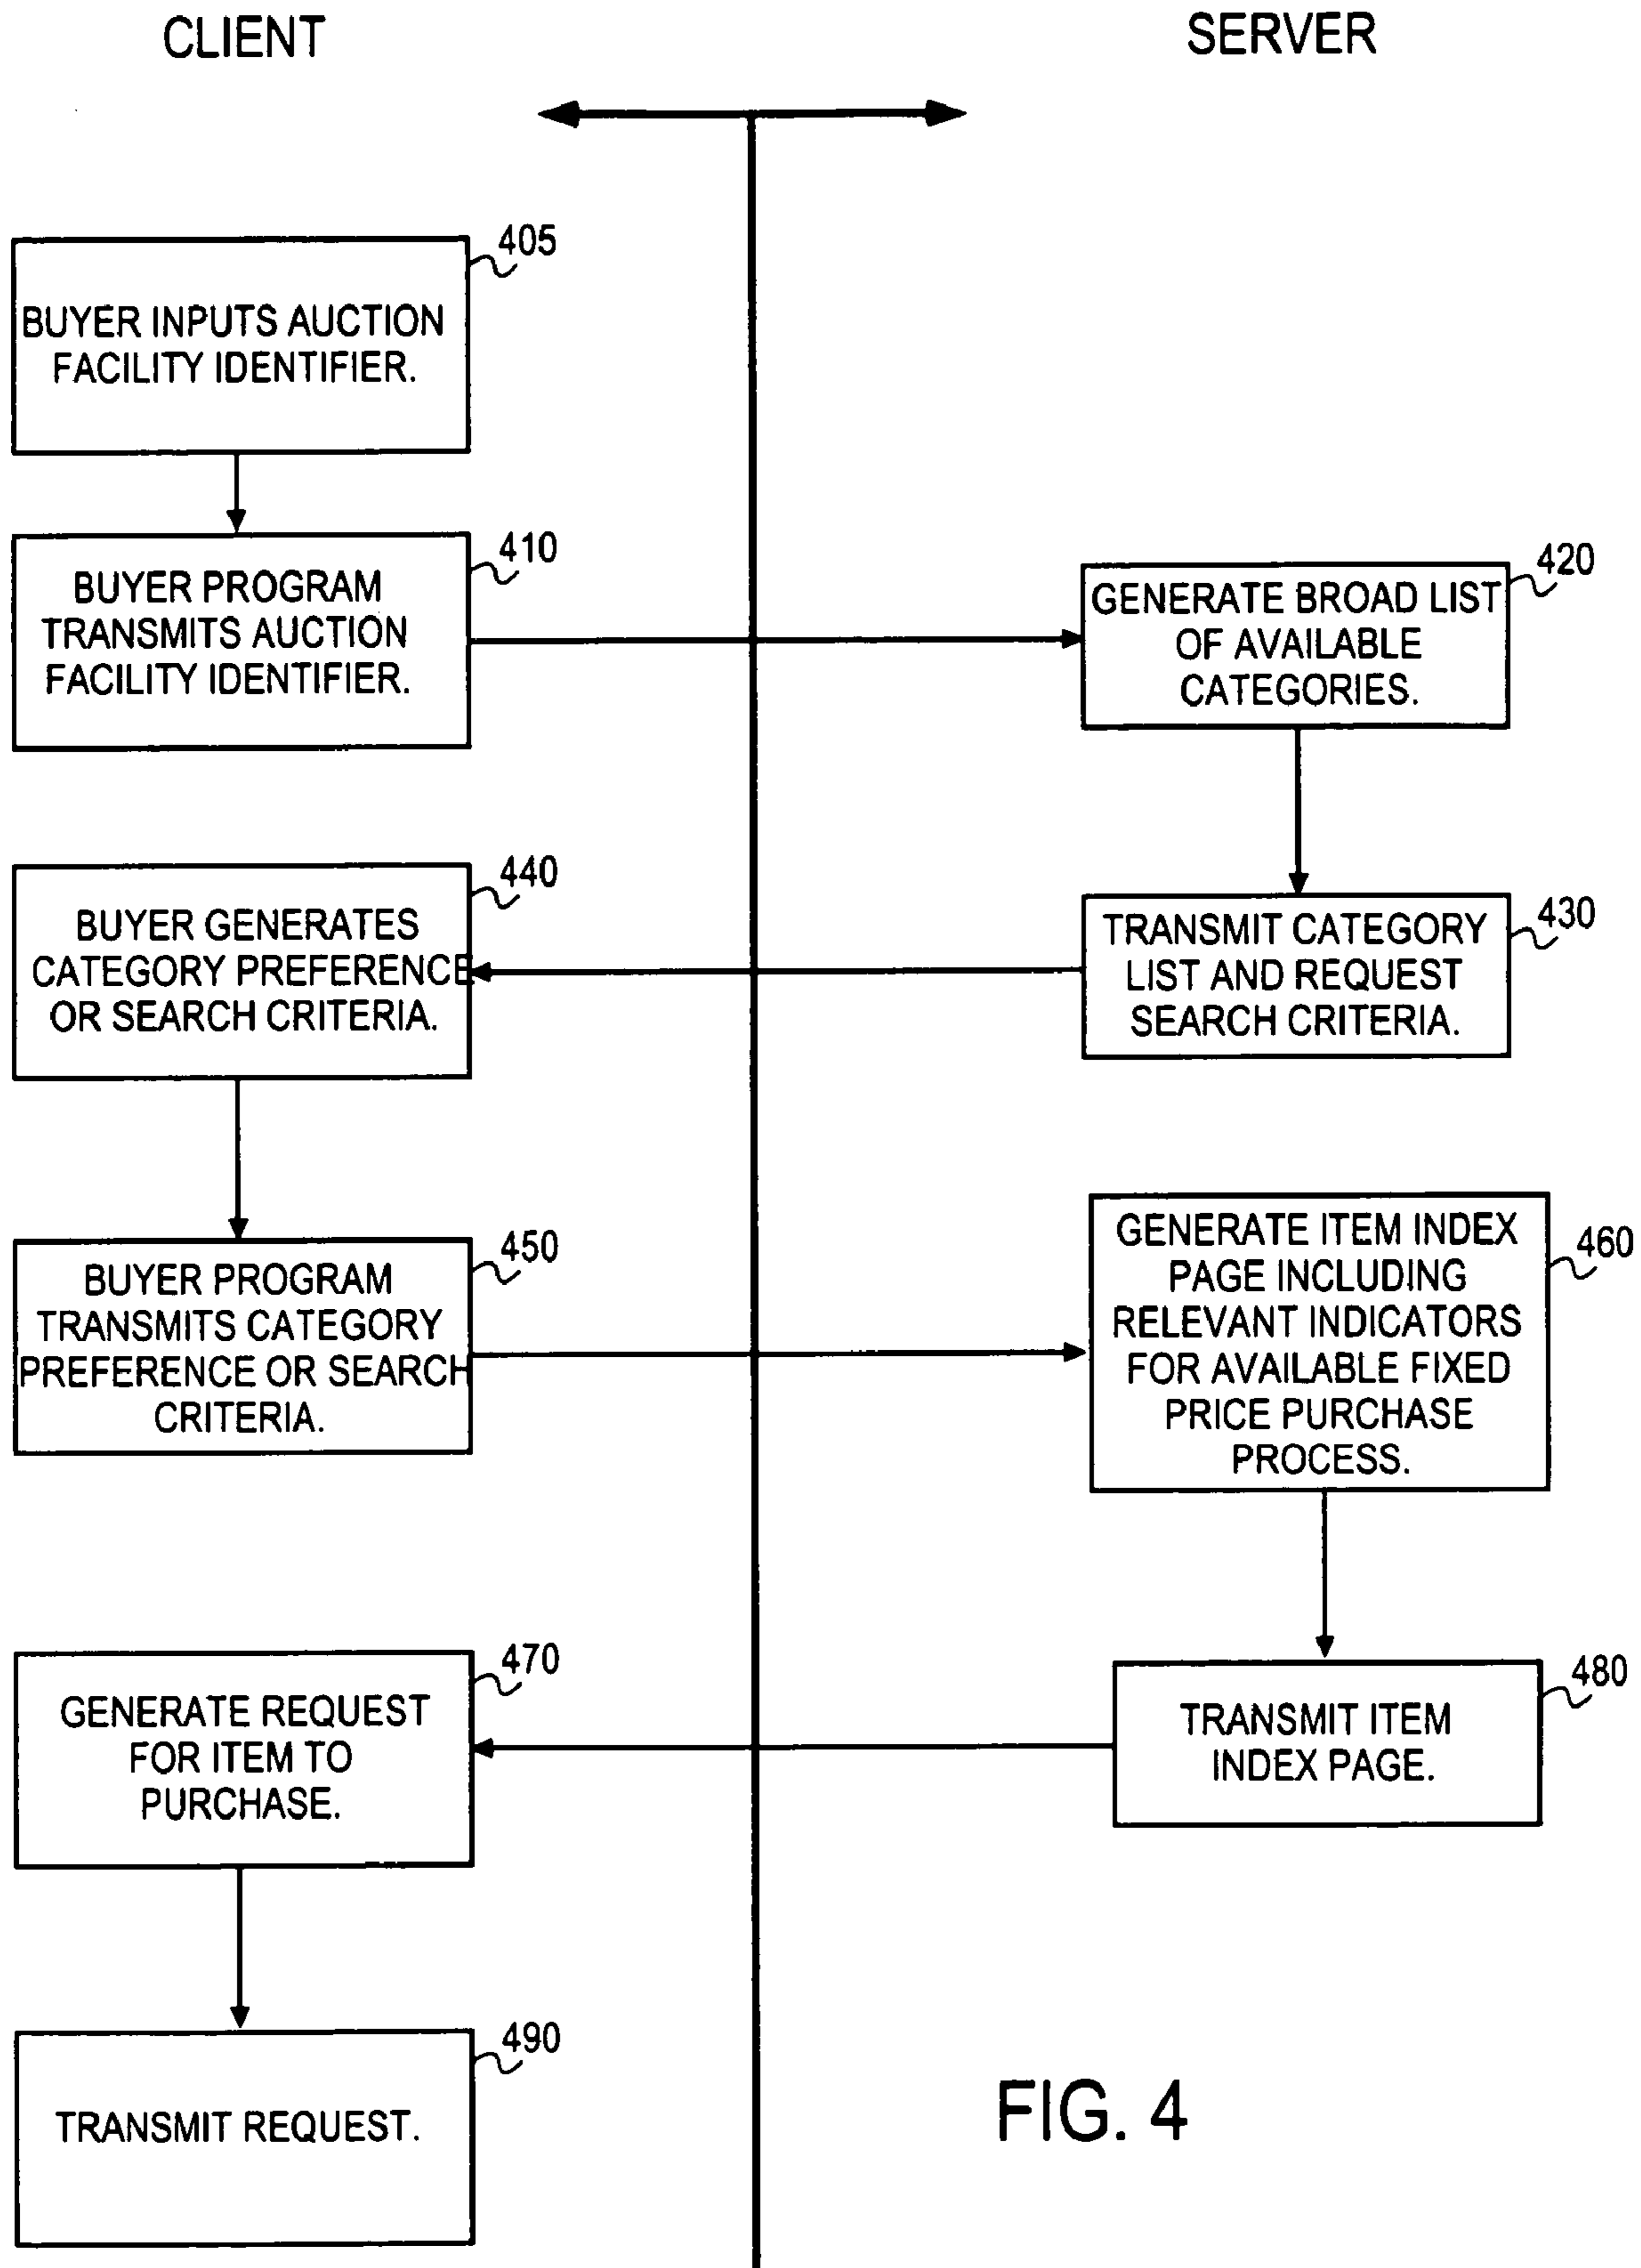 CLIENT
SERVER
405
BUYER INPUTS AUCTION
FACILITY IDENTIFIER.
410
BUYER PROGRAM
TRANSMITS AUCTION
FACILITY IDENTIFIER.
420
GENERATE BROAD LIST
OF AVAILABLE
CATEGORIES.
430
TRANSMIT CATEGORY
LIST AND REQUEST
SEARCH CRITERIA.
440
BUYER GENERATES
CATEGORY PREFERENCE
OR SEARCH CRITERIA.
450
BUYER PROGRAM
TRANSMITS CATEGORY
PREFERENCE OR SEARCH
CRITERIA.
460
GENERATE ITEM INDEX
PAGE INCLUDING
RELEVANT INDICATORS
FOR AVAILABLE FIXED
PRICE PURCHASE
PROCESS.
480
TRANSMIT ITEM
INDEX PAGE.
470
GENERATE REQUEST
FOR ITEM TO
PURCHASE.
490
TRANSMIT REQUEST.
FIG. 4